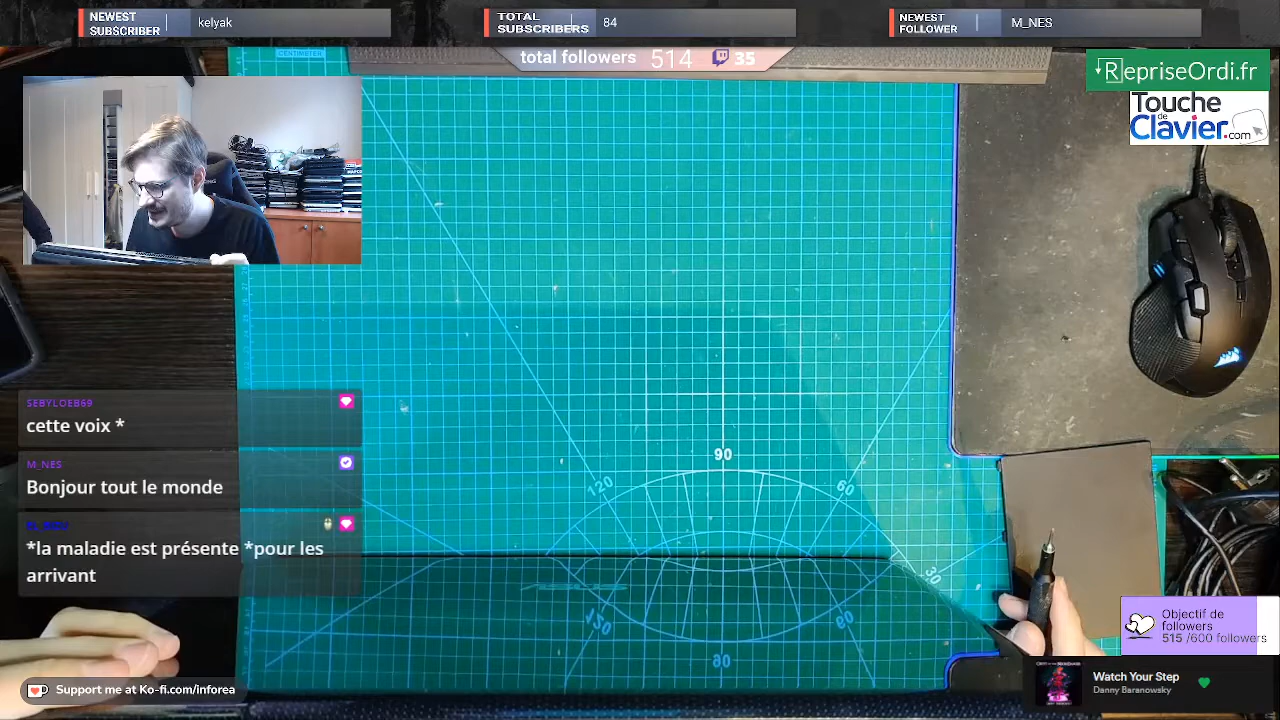 NEWEST
SUBSCRIBER
kelyak
TOTAL
SUBSCRIBERS
84
NEWEST
FOLLOWER
M_NES
total followers 514 35
RepriseOrdi.fr
Touche
de
Clavier.com
CENTIMETER
SEBYLOEB69
cette voix *
M_NES
Bonjour tout le monde
*la maladie est présente *pour les
arrivant
90
120
60
30
Objectif de
followers
515 /600 followers
Support me at Ko-fi.com/inforea
Watch Your Step
Danny Baranowsky